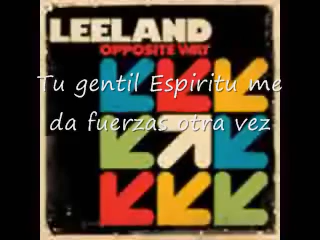 LEELAND
OPPOSITE WAY
Tu gentil Espiritu me
da fuerzas otra vez